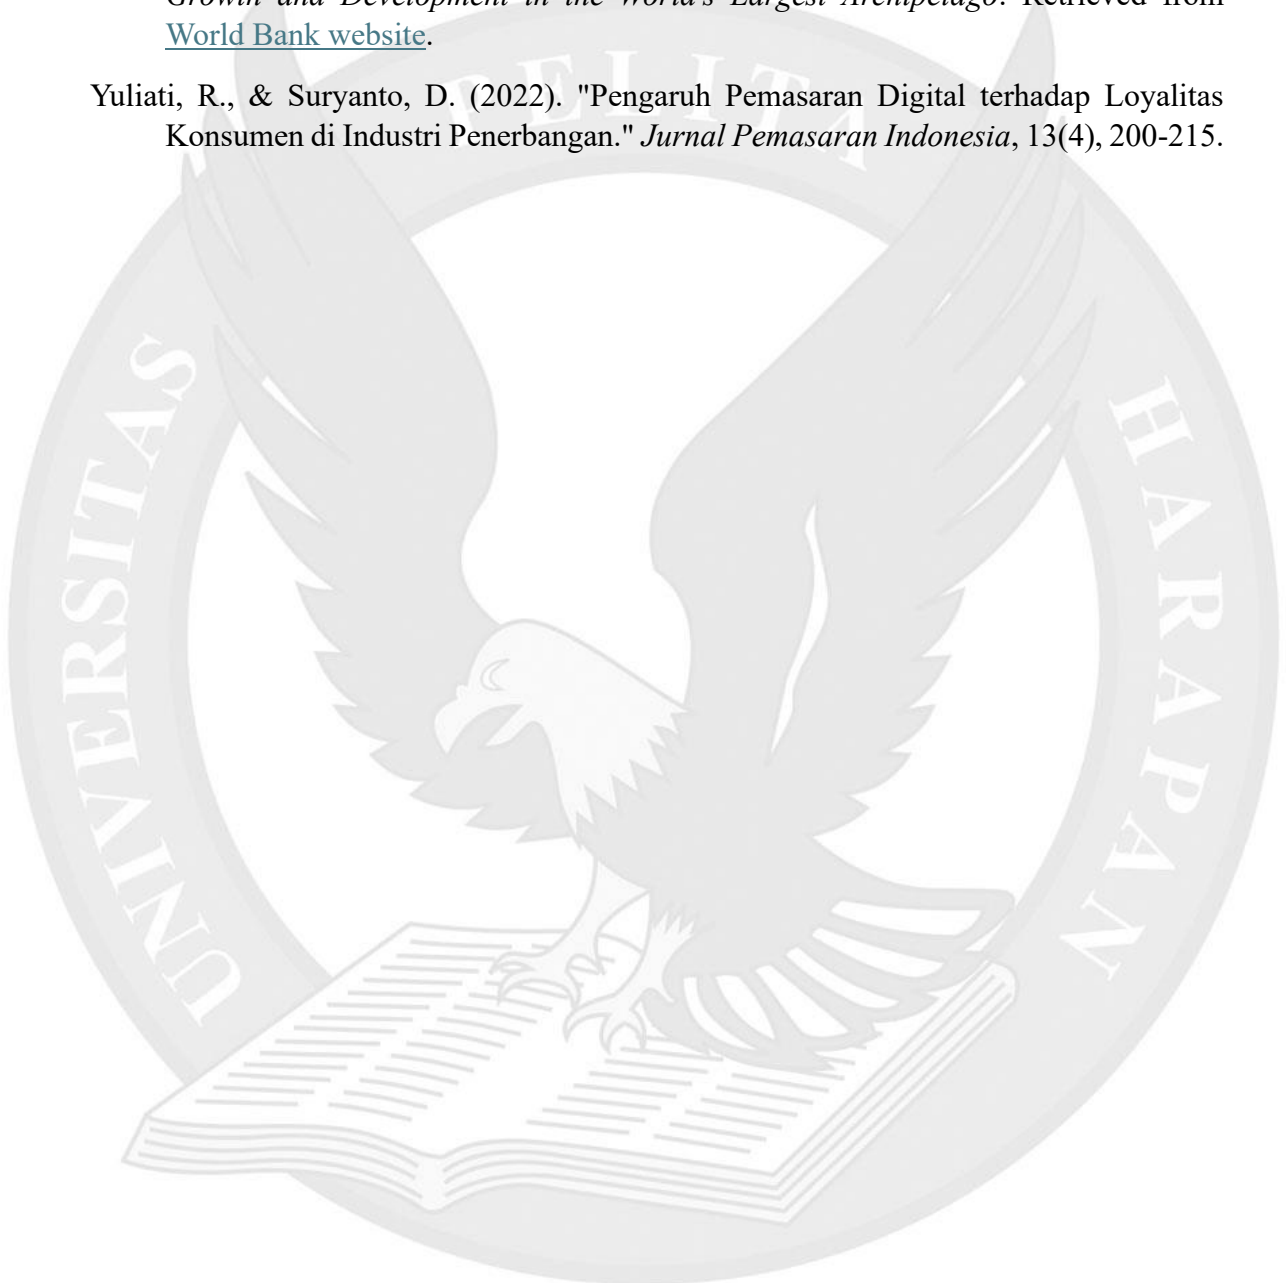 Growth and Development in the World's Largest Archipelago. Retrieved from
World Bank website.
Yuliati, R., & Suryanto, D. (2022). "Pengaruh Pemasaran Digital terhadap Loyalitas
Konsumen di Industri Penerbangan." Jurnal Pemasaran Indonesia, 13(4), 200-215.
PELITA
UNIVERSITAS
HARAPAN